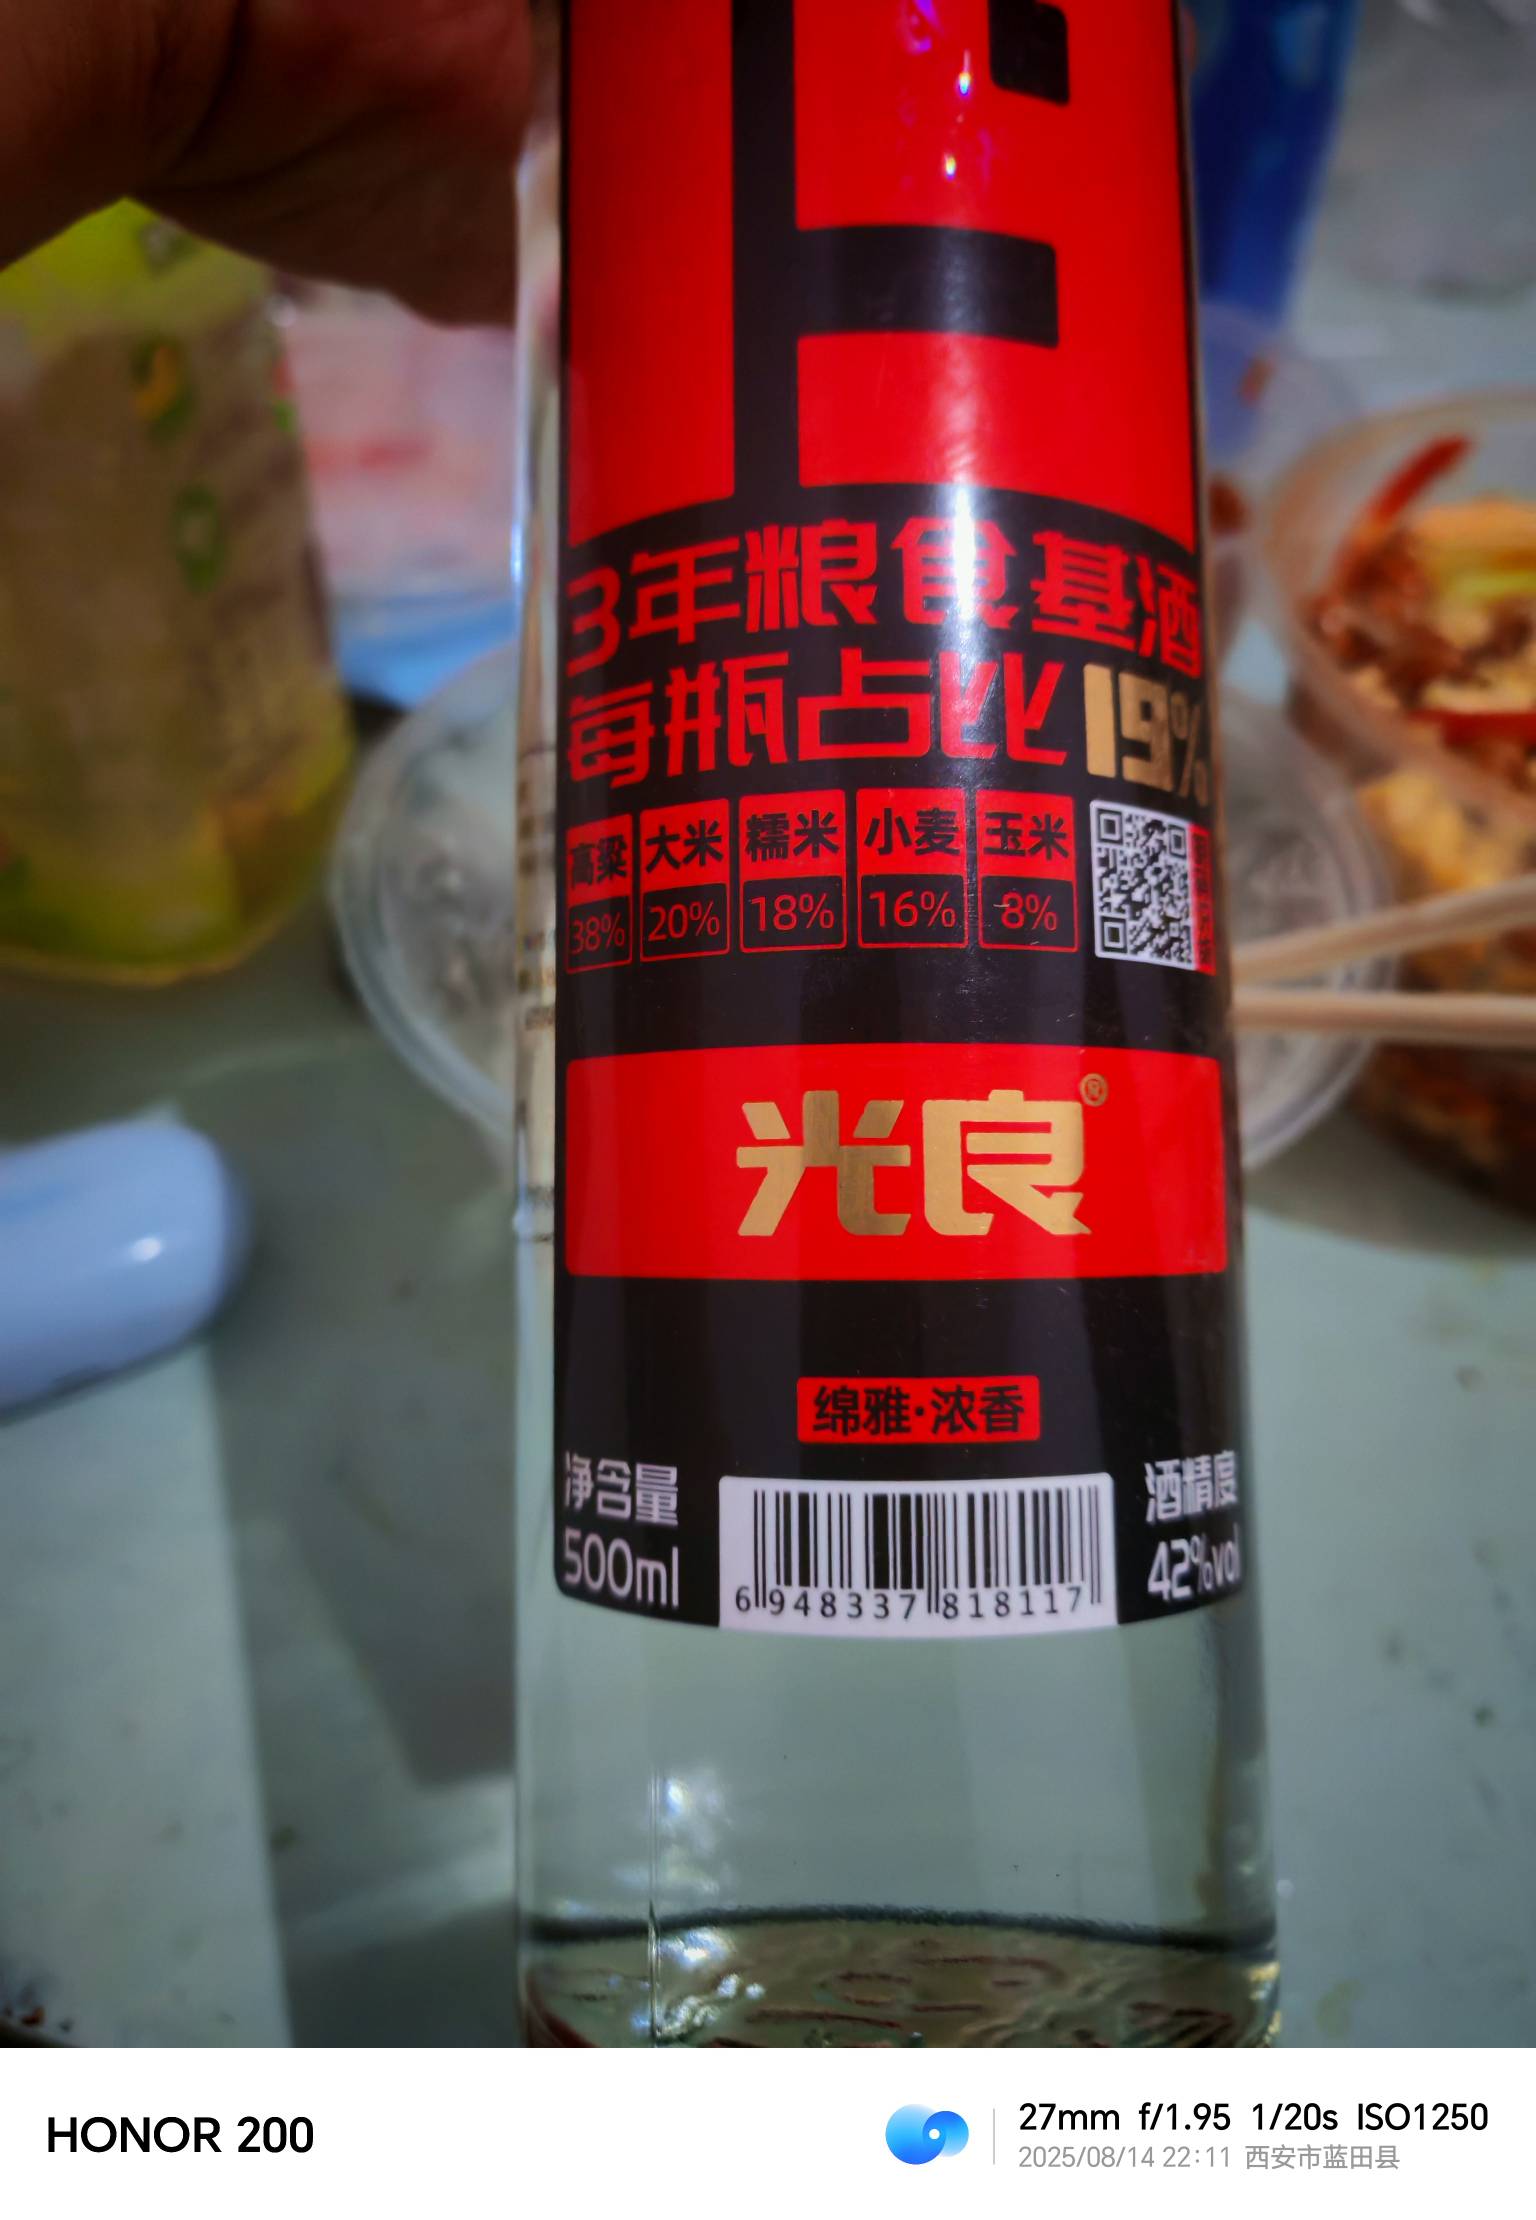 19
3年粮食基酒
每瓶占比19%
高粱 大米 糯米 小麦 玉米
38% 20% 18% 16% 8%
光良®
绵雅·浓香
净含量
500ml
6 948337 818117
酒精度
42%vol
HONOR 200
27mm f/1.95 1/20s ISO1250
2025/08/14 22:11 西安市蓝田县